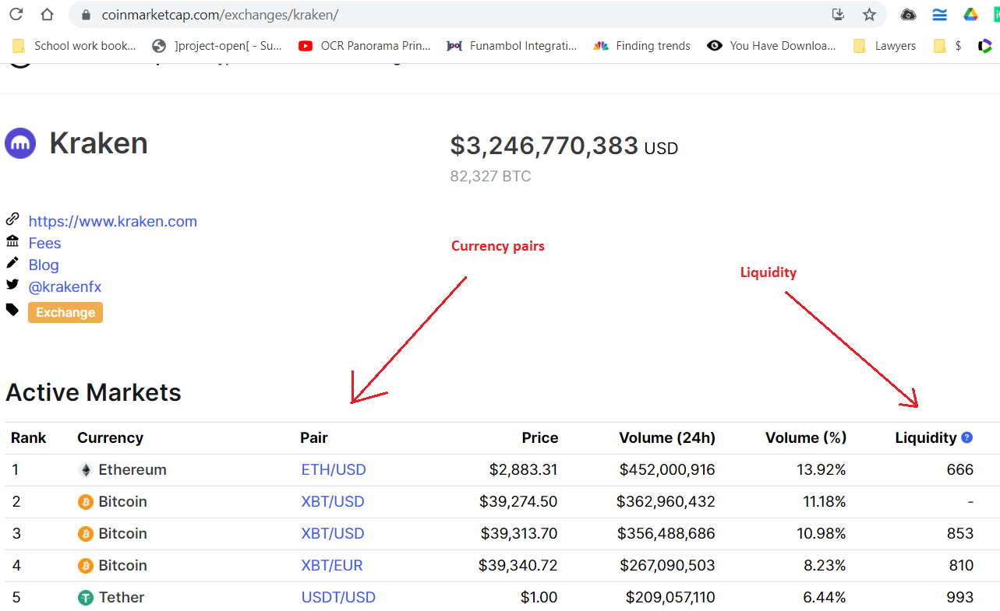 coinmarketcap.com/exchanges/kraken/
School work book... ]project-open[ - Su... OCR Panorama Prin... ]po[ Funambol Integrati... Finding trends You Have Downloa... Lawyers $
Kraken
$3,246,770,383 USD
82,327 BTC
https://www.kraken.com
Fees
Currency pairs
Blog
Liquidity
@krakenfx
Exchange
Active Markets
Rank Currency Pair Price Volume (24h) Volume (%) Liquidity ?
1 Ethereum ETH/USD $2,883.31 $452,000,916 13.92% 666
2 Bitcoin XBT/USD $39,274.50 $362,960,432 11.18% -
3 Bitcoin XBT/USD $39,313.70 $356,488,686 10.98% 853
4 Bitcoin XBT/EUR $39,340.72 $267,090,503 8.23% 810
5 Tether USDT/USD $1.00 $209,057,110 6.44% 993